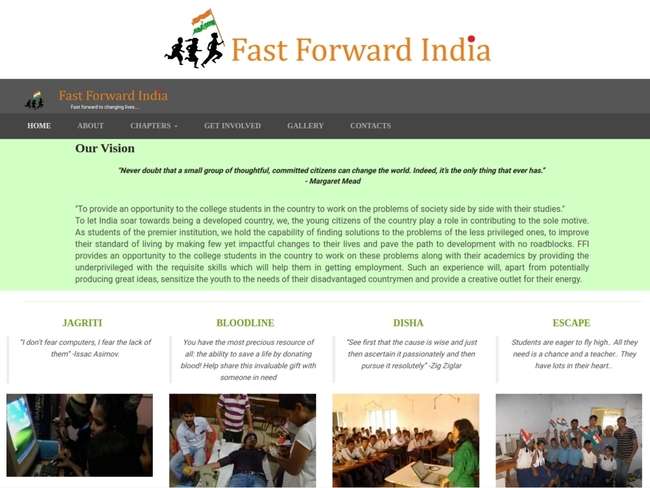 Fast Forward India
Fast Forward India
Fast forward to changing lives...
HOME ABOUT CHAPTERS GET INVOLVED GALLERY CONTACTS
Our Vision
"Never doubt that a small group of thoughtful, committed citizens can change the world. Indeed, it's the only thing that ever has."
- Margaret Mead
"To provide an opportunity to the college students in the country to work on the problems of society side by side with their studies."
To let India soar towards being a developed country, we, the young citizens of the country play a role in contributing to the sole motive.
As students of the premier institution, we hold the capability of finding solutions to the problems of the less privileged ones, to improve
their standard of living by making few yet impactful changes to their lives and pave the path to development with no roadblocks. FFI
provides an opportunity to the college students in the country to work on these problems along with their academics by providing the
underprivileged with the requisite skills which will help them in getting employment. Such an experience will, apart from potentially
producing great ideas, sensitize the youth to the needs of their disadvantaged countrymen and provide a creative outlet for their energy.
JAGRITI
"I don't fear computers, I fear the lack of
them" -Issac Asimov.
BLOODLINE
You have the most precious resource of
all: the ability to save a life by donating
blood! Help share this invaluable gift with
someone in need
DISHA
"See first that the cause is wise and just
then ascertain it passionately and then
pursue it resolutely" -Zig Ziglar
ESCAPE
Students are eager to fly high.. All they
need is a chance and a teacher.. They
have lots in their heart..